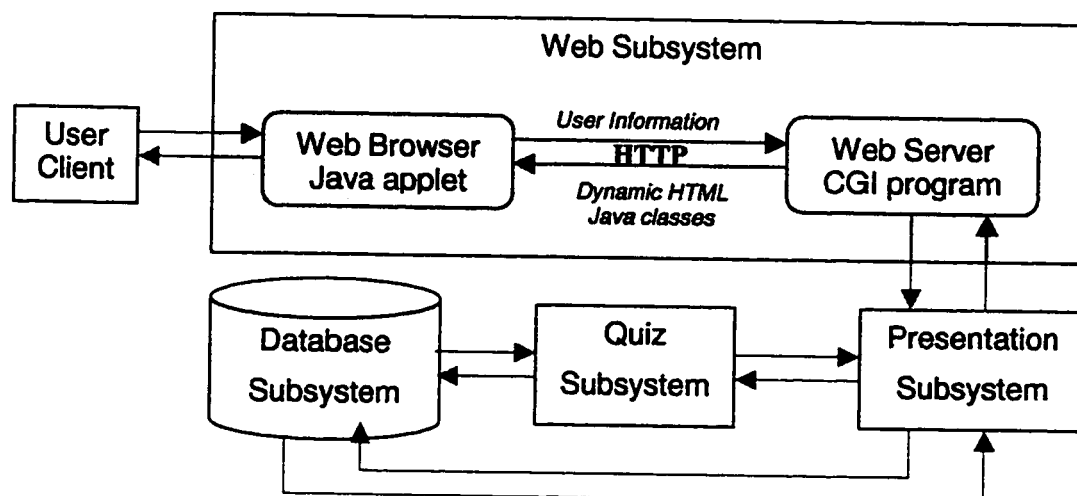 Web Subsystem
User
Client
Web Browser
Java applet
User Information
HTTP
Dynamic HTML
Java classes
Web Server
CGI program
Database
Subsystem
Quiz
Subsystem
Presentation
Subsystem